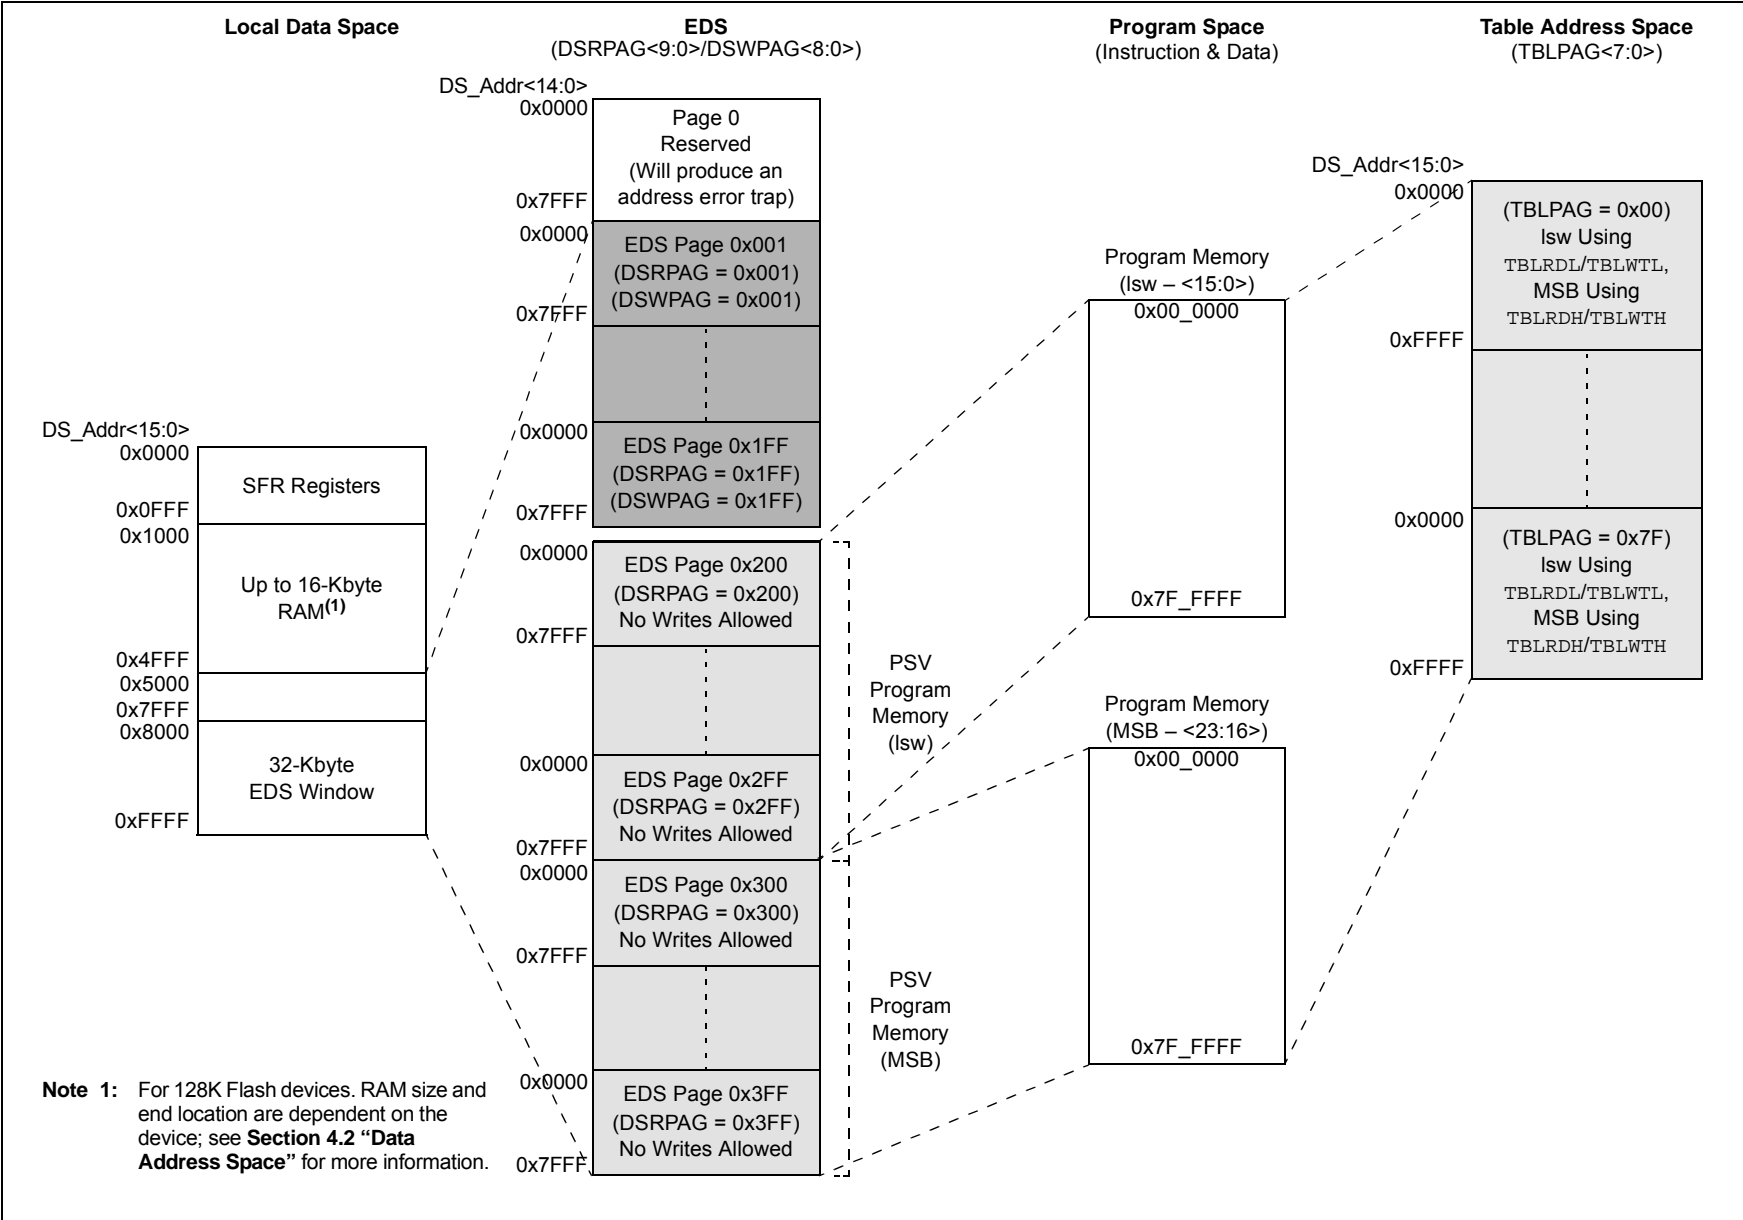 Local Data Space
DS_Addr<15:0>
0x0000
SFR Registers
0x0FFF
0x1000
Up to 16-Kbyte
RAM(1)
0x4FFF
0x5000
0x7FFF
0x8000
32-Kbyte
EDS Window
0xFFFF
EDS
(DSRPAG<9:0>/DSWPAG<8:0>)
DS_Addr<14:0>
0x0000
Page 0
Reserved
(Will produce an
address error trap)
0x7FFF
0x0000
EDS Page 0x001
(DSRPAG = 0x001)
(DSWPAG = 0x001)
0x7FFF
0x0000
EDS Page 0x1FF
(DSRPAG = 0x1FF)
(DSWPAG = 0x1FF)
0x7FFF
0x0000
EDS Page 0x200
(DSRPAG = 0x200)
No Writes Allowed
0x7FFF
PSV
Program
Memory
(lsw)
0x0000
EDS Page 0x2FF
(DSRPAG = 0x2FF)
No Writes Allowed
0x7FFF
0x0000
EDS Page 0x300
(DSRPAG = 0x300)
No Writes Allowed
0x7FFF
PSV
Program
Memory
(MSB)
0x0000
EDS Page 0x3FF
(DSRPAG = 0x3FF)
No Writes Allowed
0x7FFF
Program Space
(Instruction & Data)
Program Memory
(lsw – <15:0>)
0x00_0000
0x7F_FFFF
Program Memory
(MSB – <23:16>)
0x00_0000
0x7F_FFFF
Table Address Space
(TBLPAG<7:0>)
DS_Addr<15:0>
0x0000
(TBLPAG = 0x00)
lsw Using
TBLRDL/TBLWTL,
MSB Using
TBLRDH/TBLWTH
0xFFFF
0x0000
(TBLPAG = 0x7F)
lsw Using
TBLRDL/TBLWTL,
MSB Using
TBLRDH/TBLWTH
0xFFFF
Note 1: For 128K Flash devices. RAM size and
end location are dependent on the
device; see Section 4.2 “Data
Address Space” for more information.